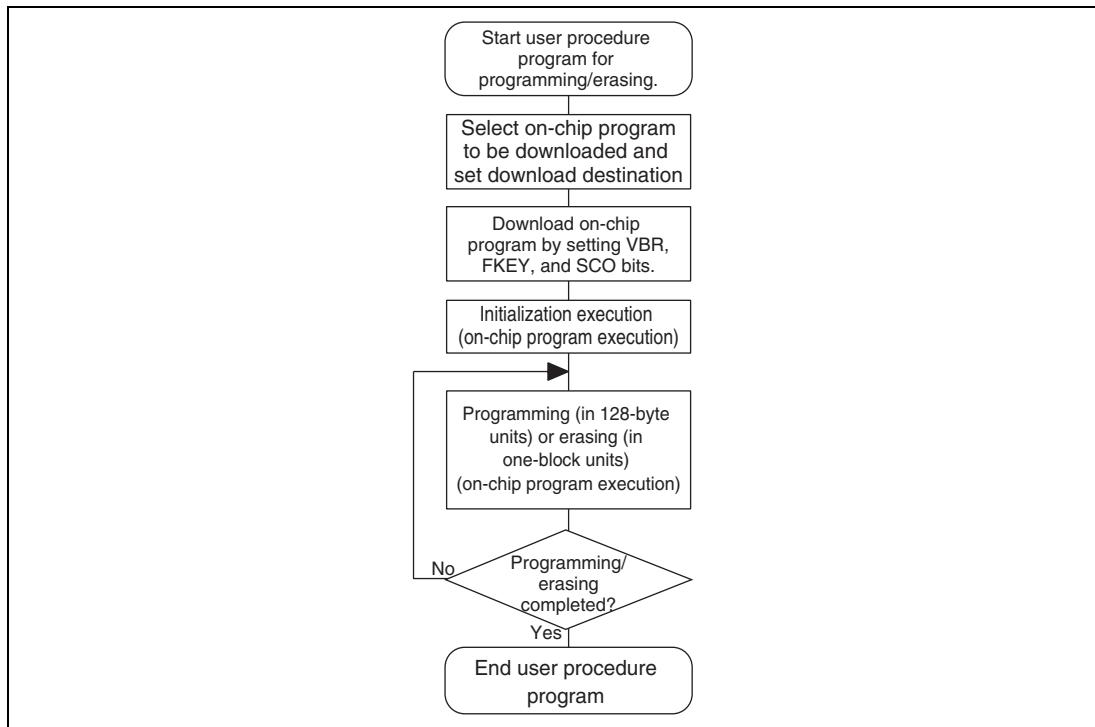 Start user procedure
program for
programming/erasing.
Select on-chip program
to be downloaded and
set download destination
Download on-chip
program by setting VBR,
FKEY, and SCO bits.
Initialization execution
(on-chip program execution)
Programming (in 128-byte
units) or erasing (in
one-block units)
(on-chip program execution)
No
Programming/
erasing
completed?
Yes
End user procedure
program